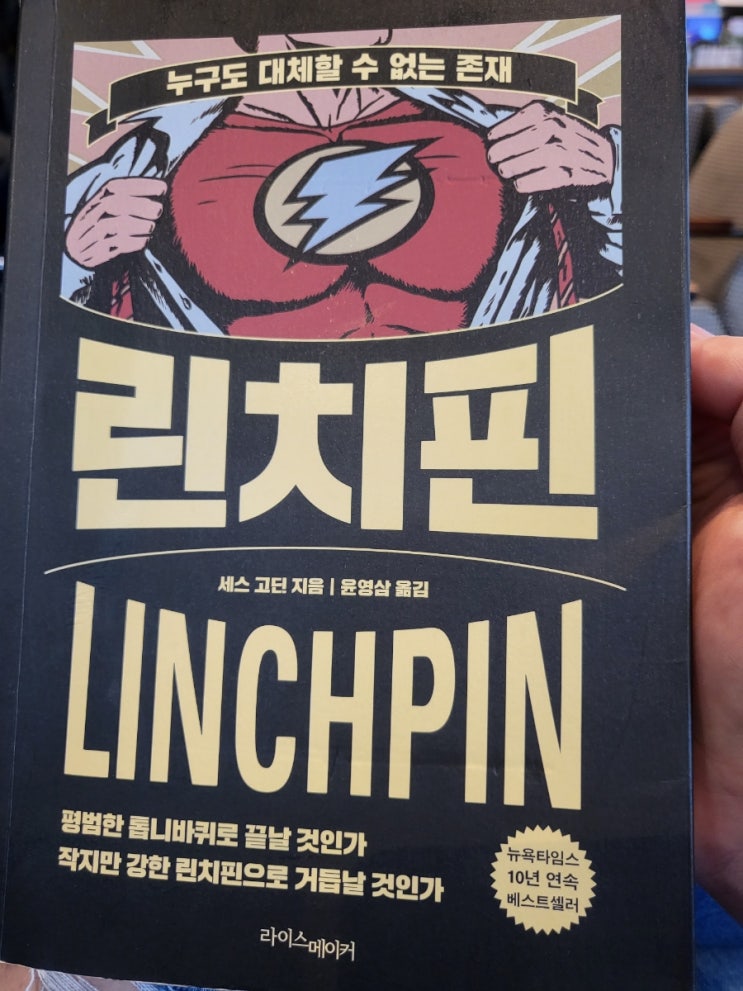 누구도 대체할 수 없는 존재
린치핀
세스 고딘 지음 | 윤영삼 옮김
LINCHPIN
평범한 톱니바퀴로 끝날 것인가
작지만 강한 린치핀으로 거듭날 것인가
뉴욕타임스
10년 연속
베스트셀러
라이스메이커